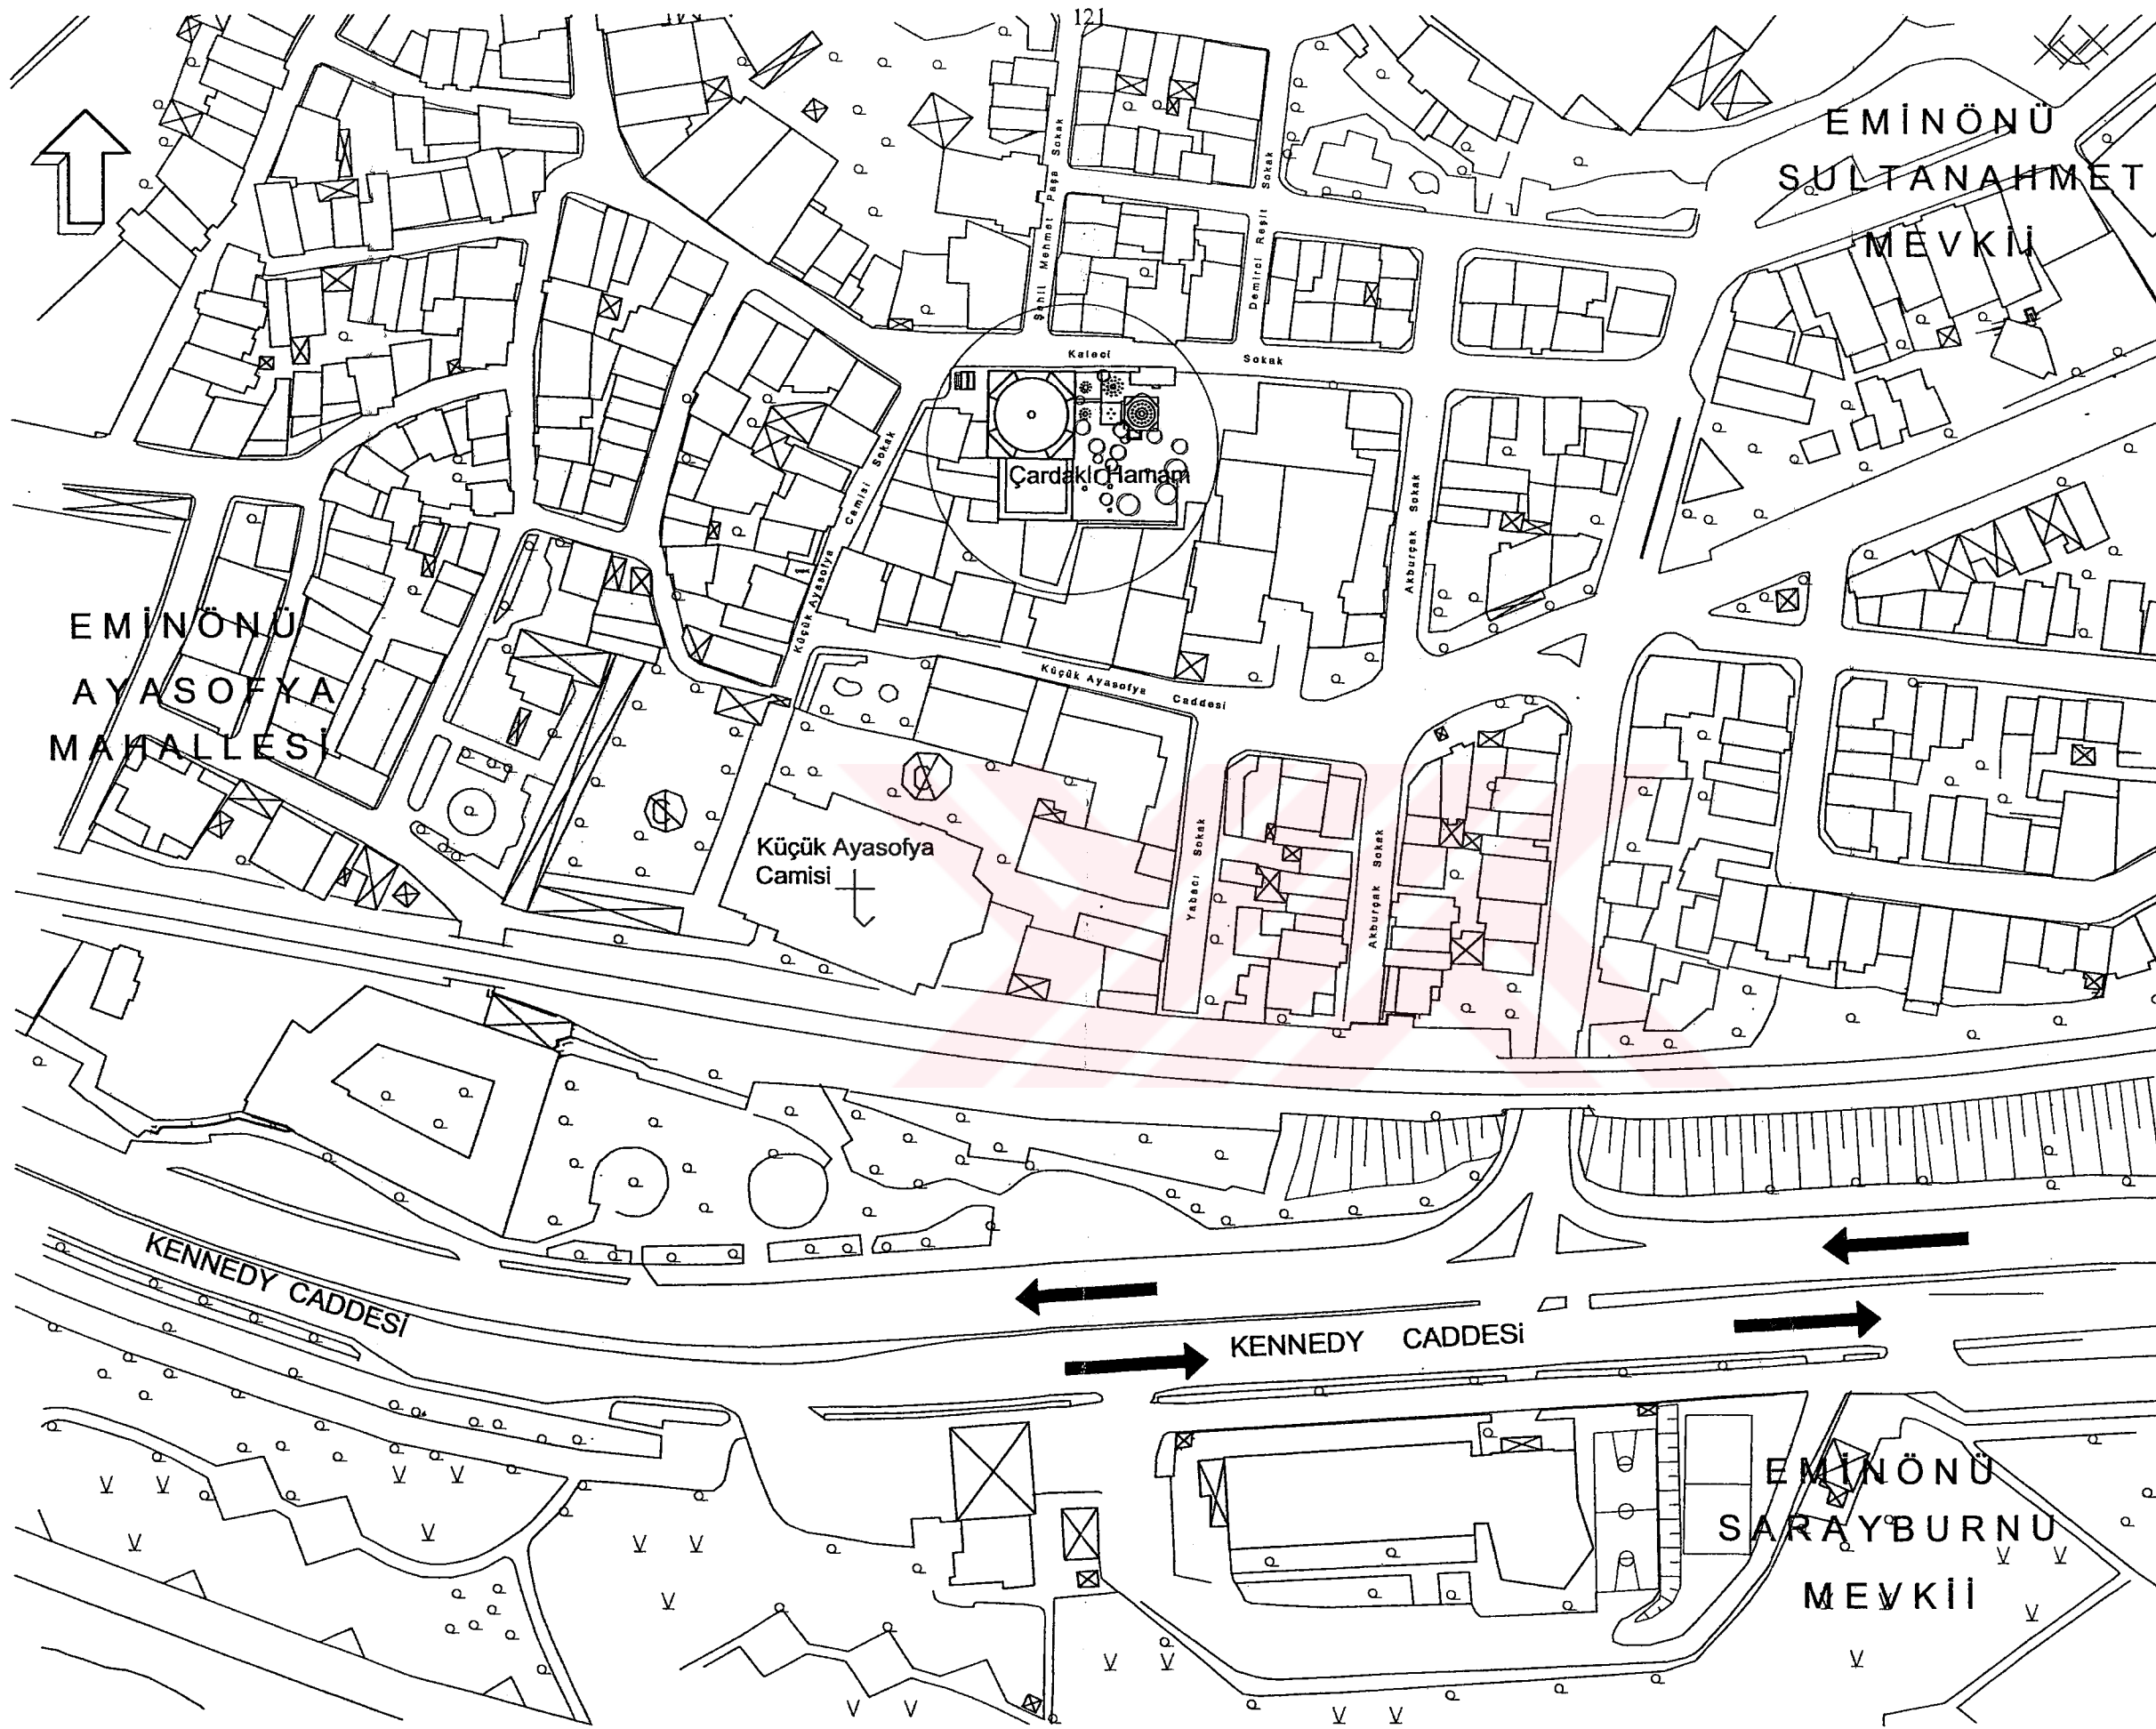 121
EMİNÖNÜ
SULTANAHMET
MEVKİİ
Şehit Mehmet Paşa Sokak
Demirci Reşit Sokak
Kaleci Sokak
Çardaklı Hamam
Küçük Ayasofya Camisi Sokak
Akburçak Sokak
EMİNÖNÜ
AYASOFYA
MAHALLESİ
Küçük Ayasofya Caddesi
Küçük Ayasofya
Camisi
Yabacı Sokak
Akburçak Sokak
KENNEDY CADDESİ
KENNEDY CADDESİ
EMİNÖNÜ
SARAYBURNU
MEVKİİ